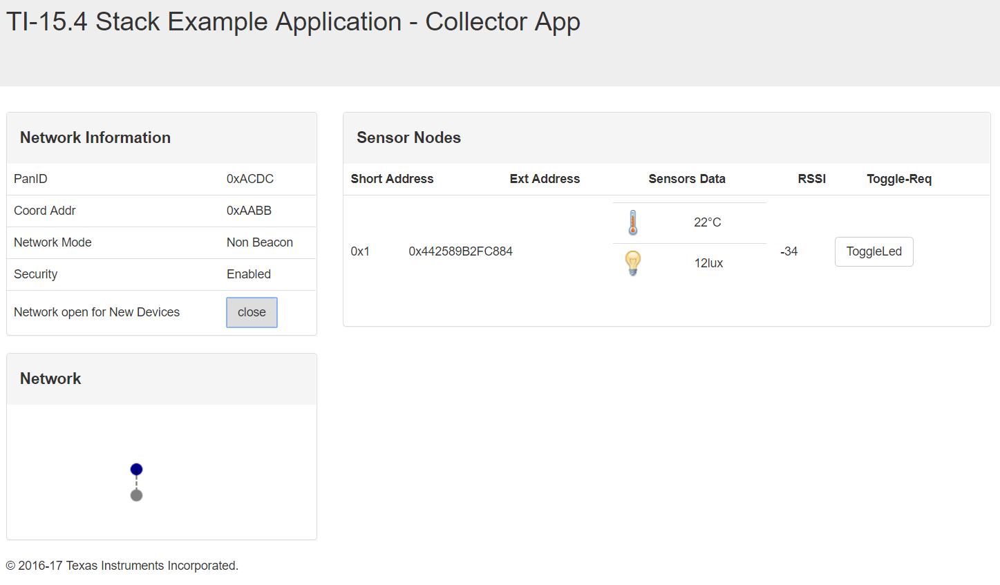 TI-15.4 Stack Example Application - Collector App
Network Information
PanID 0xACDC
Coord Addr 0xAABB
Network Mode Non Beacon
Security Enabled
Network open for New Devices close
Sensor Nodes
Short Address Ext Address Sensors Data RSSI Toggle-Req
22°C
0x1 0x442589B2FC884 -34 ToggleLed
12lux
Network
© 2016-17 Texas Instruments Incorporated.